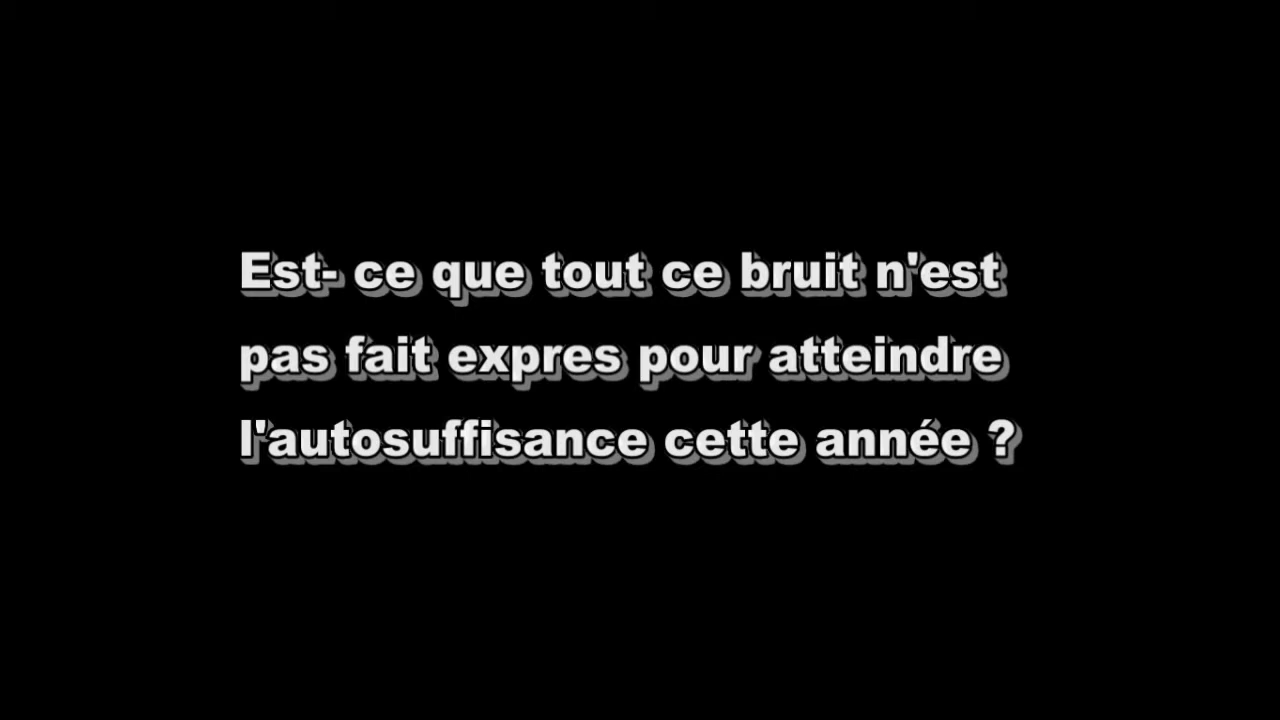 Est- ce que tout ce bruit n'est
pas fait expres pour atteindre
l'autosuffisance cette année ?